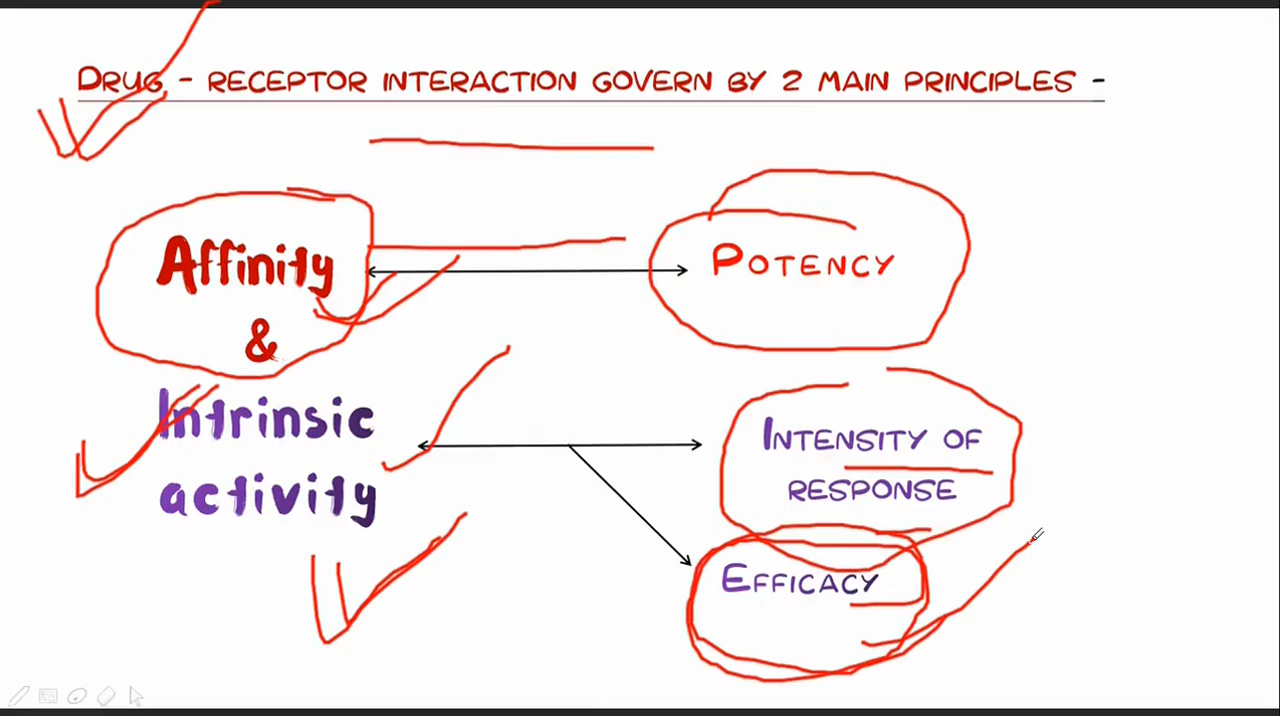 DRUG - RECEPTOR INTERACTION GOVERN BY 2 MAIN PRINCIPLES -
Affinity
&
POTENCY
Intrinsic
activity
INTENSITY OF
RESPONSE
EFFICACY